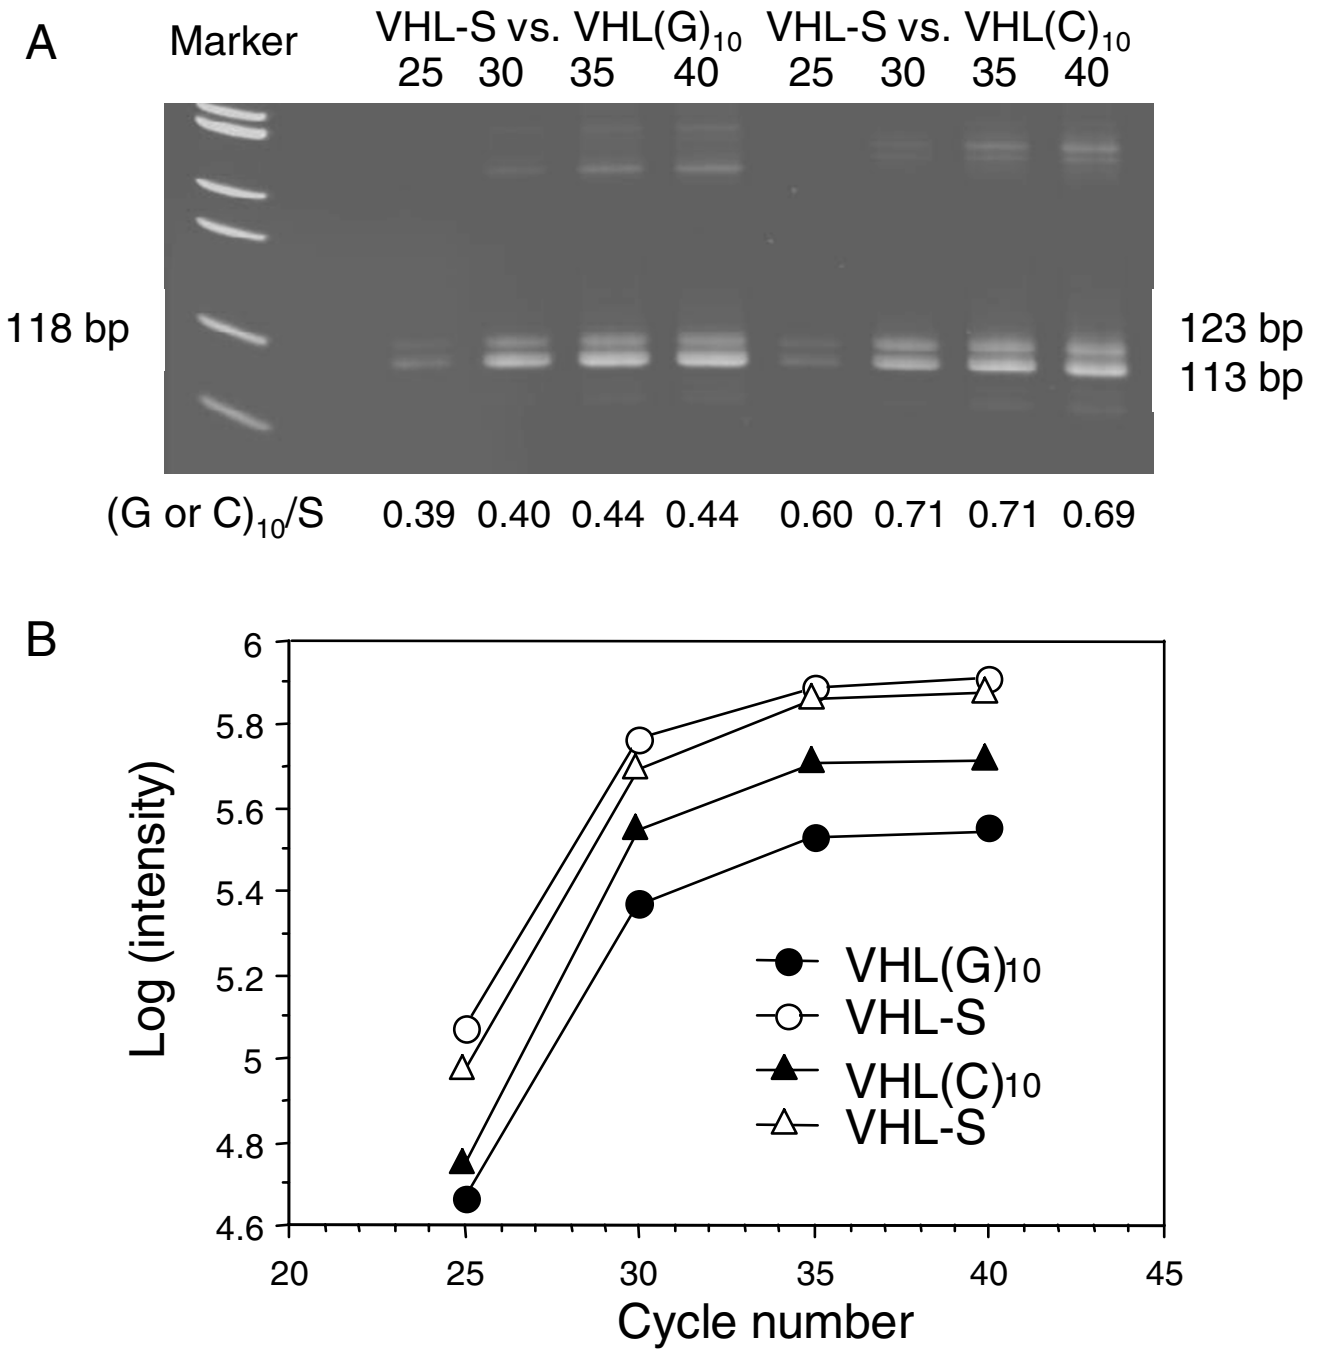 A
Marker
VHL-S vs. VHL(G)10 VHL-S vs. VHL(C)10
25 30 35 40 25 30 35 40
118 bp
123 bp
113 bp
(G or C)10/S 0.39 0.40 0.44 0.44 0.60 0.71 0.71 0.69
B
6
5.8
5.6
5.4
5.2
5
4.8
4.6
Log (intensity)
VHL(G)10
VHL-S
VHL(C)10
VHL-S
20 25 30 35 40 45
Cycle number